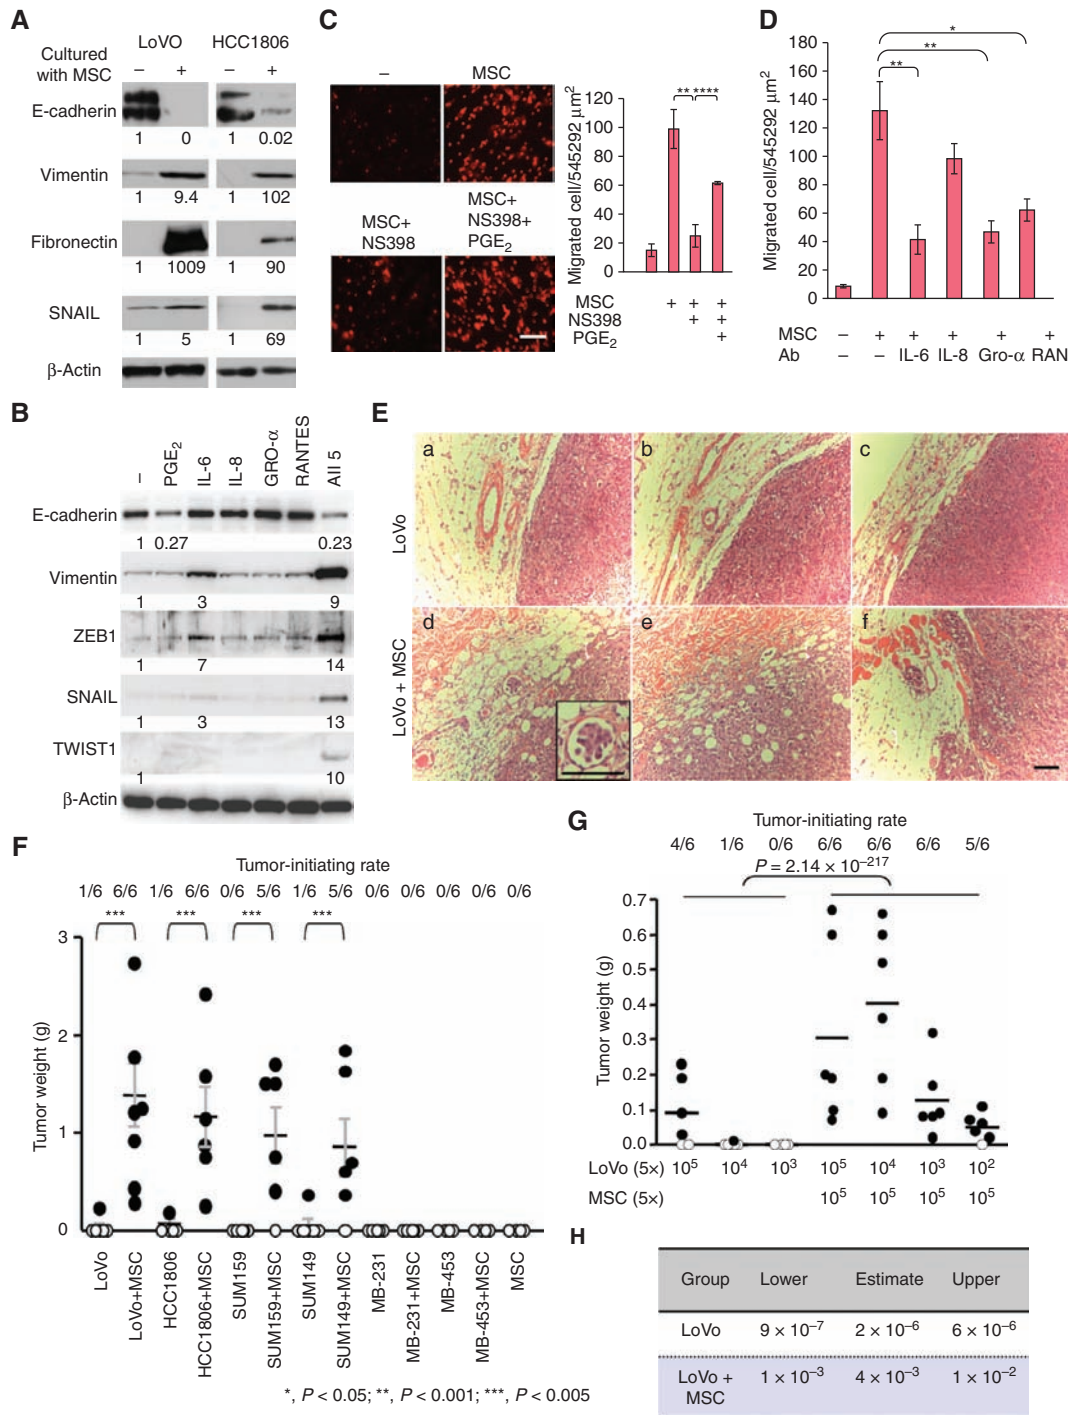 A
LoVO HCC1806
Cultured with MSC
– + – +
E-cadherin
1 0 1 0.02
Vimentin
1 9.4 1 102
Fibronectin
1 1009 1 90
SNAIL
1 5 1 69
β-Actin
B
– PGE2 IL-6 IL-8 GRO-α RANTES All 5
E-cadherin
1 0.27 0.23
Vimentin
1 3 9
ZEB1
1 7 14
SNAIL
1 3 13
TWIST1
1 10
β-Actin
C
– MSC
MSC+
NS398
MSC+
NS398+
PGE2
Migrated cell/545292 μm2
120
100
80
60
40
20
0
MSC + + +
NS398 + +
PGE2 +
** ****
D
Migrated cell/545292 μm2
180
160
140
120
100
80
60
40
20
0
*
**
**
MSC – + + + + +
Ab – – IL-6 IL-8 Gro-α RAN
E
LoVo
a b c
LoVo + MSC
d e f
F
Tumor-initiating rate
1/6 6/6 1/6 6/6 0/6 5/6 1/6 5/6 0/6 0/6 0/6 0/6 0/6
*** *** *** ***
Tumor weight (g)
3
2
1
0
LoVo
LoVo+MSC
HCC1806
HCC1806+MSC
SUM159
SUM159+MSC
SUM149
SUM149+MSC
MB-231
MB-231+MSC
MB-453
MB-453+MSC
MSC
*, P < 0.05; **, P < 0.001; ***, P < 0.005
G
Tumor-initiating rate
4/6 1/6 0/6 6/6 6/6 6/6 5/6
P = 2.14 × 10–217
Tumor weight (g)
0.7
0.6
0.5
0.4
0.3
0.2
0.1
0.0
LoVo (5×) 105 104 103 105 104 103 102
MSC (5×) 105 105 105 105
H
Group Lower Estimate Upper
LoVo 9 × 10–7 2 × 10–6 6 × 10–6
LoVo + MSC 1 × 10–3 4 × 10–3 1 × 10–2